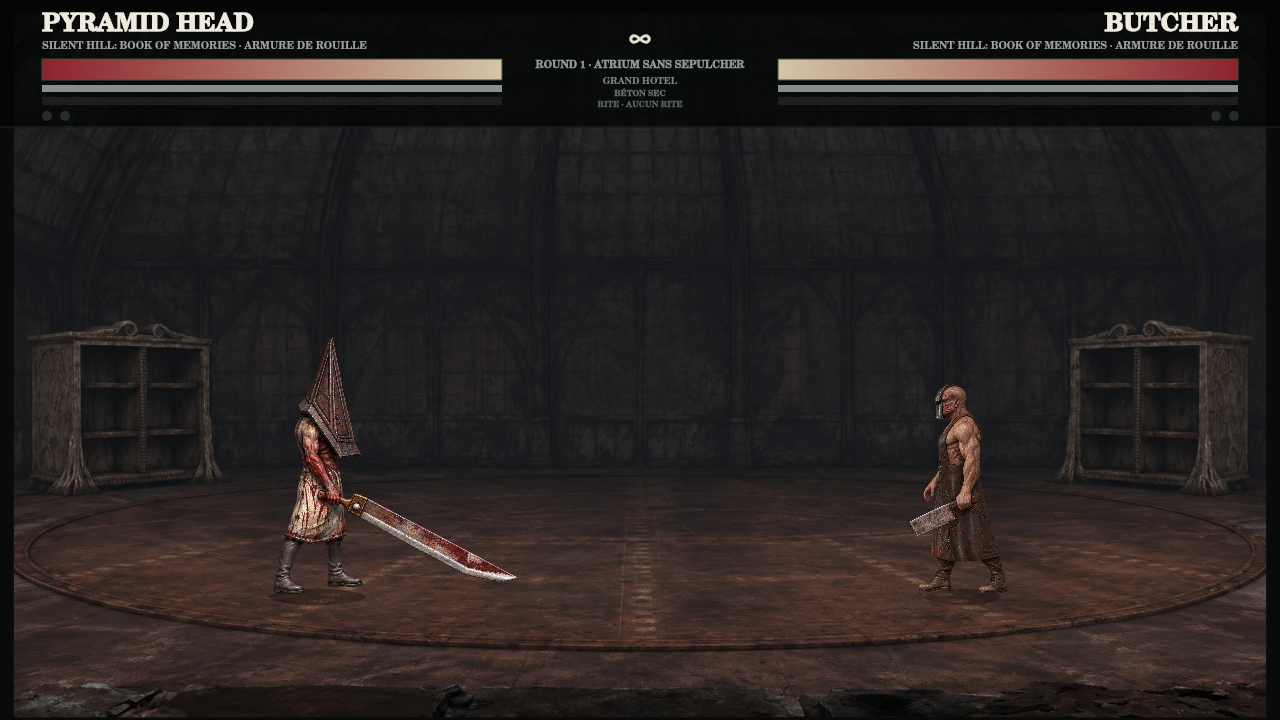 PYRAMID HEAD
SILENT HILL: BOOK OF MEMORIES · ARMURE DE ROUILLE
∞
ROUND 1 · ATRIUM SANS SEPULCHER
GRAND HOTEL
BÉTON SEC
RITE · AUCUN RITE
BUTCHER
SILENT HILL: BOOK OF MEMORIES · ARMURE DE ROUILLE